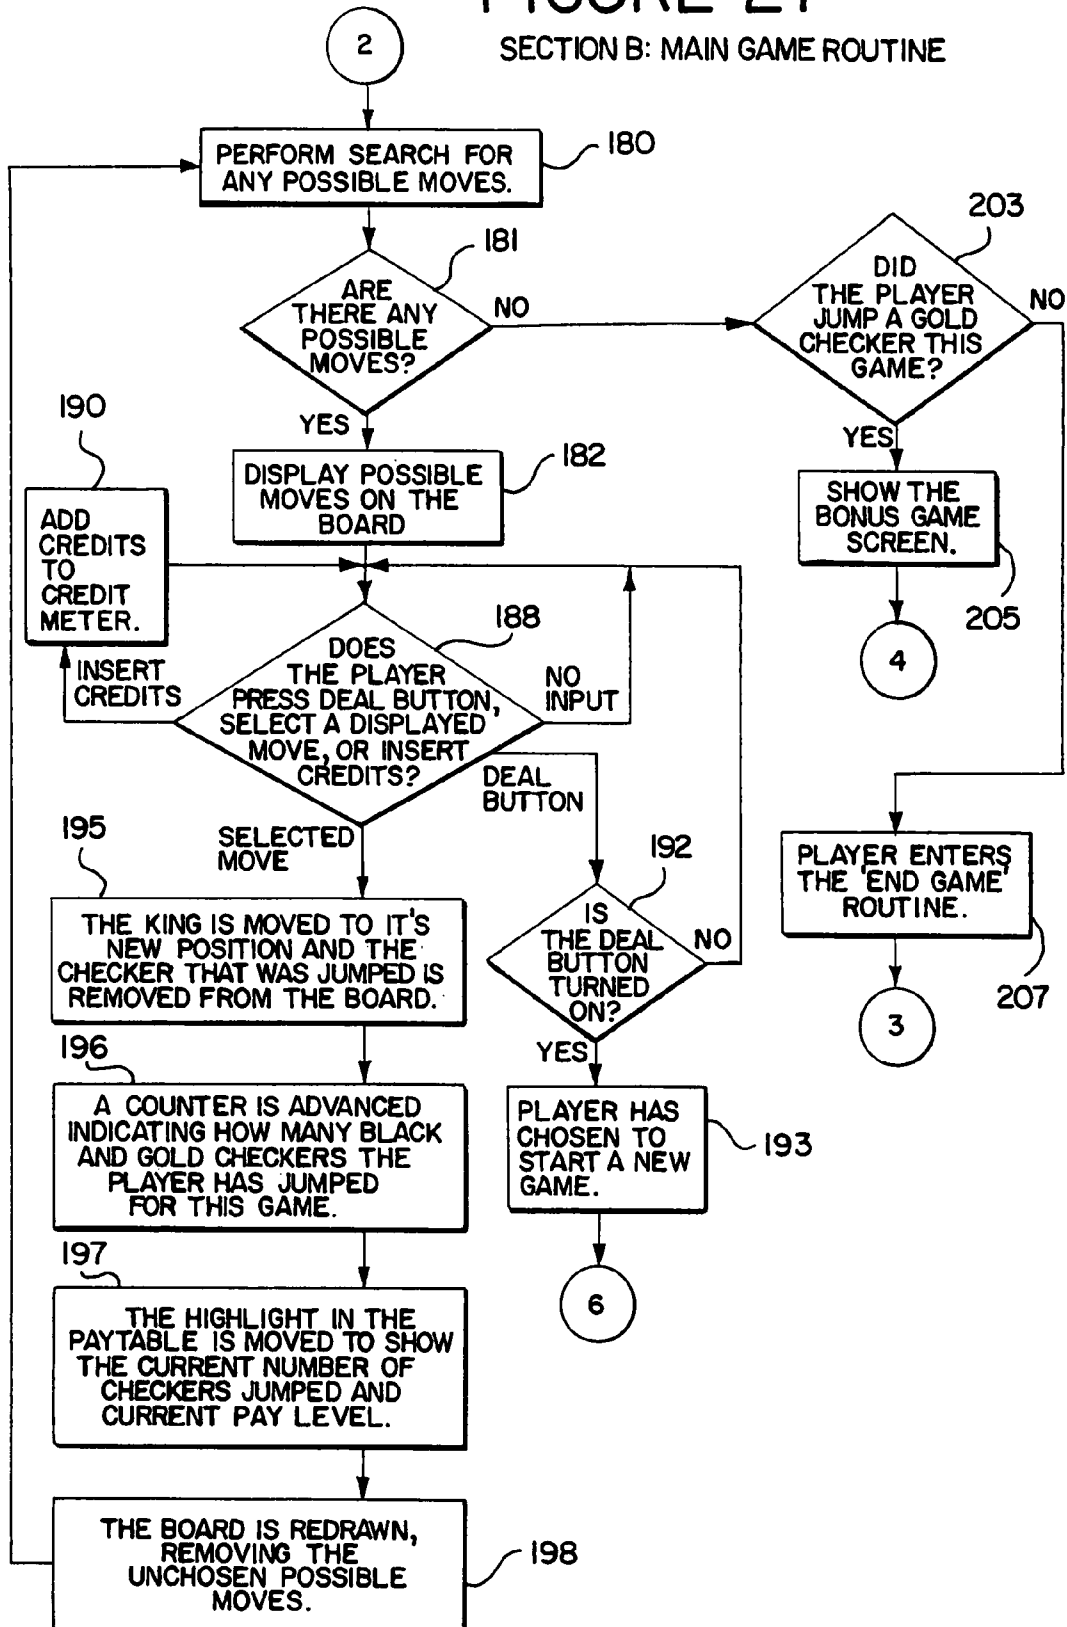 FIGURE 27
SECTION B: MAIN GAME ROUTINE
2
PERFORM SEARCH FOR
ANY POSSIBLE MOVES.
180
181
ARE
THERE ANY
POSSIBLE
MOVES?
NO
YES
203
DID
THE PLAYER
JUMP A GOLD
CHECKER THIS
GAME?
NO
YES
190
ADD
CREDITS
TO
CREDIT
METER.
182
DISPLAY POSSIBLE
MOVES ON THE
BOARD
SHOW THE
BONUS GAME
SCREEN.
205
4
188
DOES
THE PLAYER
PRESS DEAL BUTTON,
SELECT A DISPLAYED
MOVE, OR INSERT
CREDITS?
INSERT
CREDITS
NO
INPUT
DEAL
BUTTON
SELECTED
MOVE
195
THE KING IS MOVED TO IT'S
NEW POSITION AND THE
CHECKER THAT WAS JUMPED IS
REMOVED FROM THE BOARD.
192
IS
THE DEAL
BUTTON
TURNED
ON?
NO
YES
PLAYER ENTERS
THE 'END GAME'
ROUTINE.
207
3
196
A COUNTER IS ADVANCED
INDICATING HOW MANY BLACK
AND GOLD CHECKERS THE
PLAYER HAS JUMPED
FOR THIS GAME.
PLAYER HAS
CHOSEN TO
START A NEW
GAME.
193
6
197
THE HIGHLIGHT IN THE
PAYTABLE IS MOVED TO SHOW
THE CURRENT NUMBER OF
CHECKERS JUMPED AND
CURRENT PAY LEVEL.
THE BOARD IS REDRAWN,
REMOVING THE
UNCHOSEN POSSIBLE
MOVES.
198